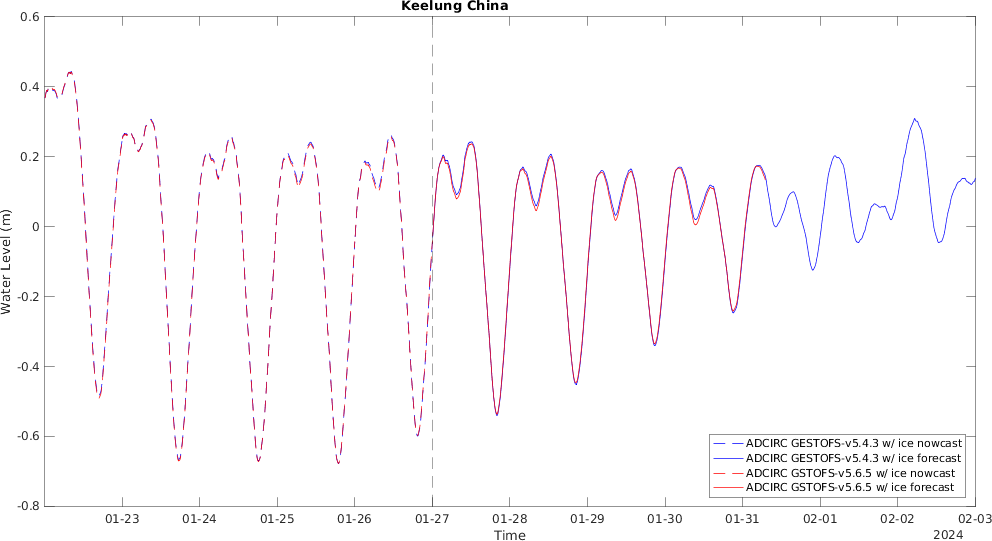 Keelung China
0.6
0.4
0.2
0
-0.2
-0.4
-0.6
-0.8
Water Level (m)
01-23 01-24 01-25 01-26 01-27 01-28 01-29 01-30 01-31 02-01 02-02 02-03
Time
2024
ADCIRC GESTOFS-v5.4.3 w/ ice nowcast
ADCIRC GESTOFS-v5.4.3 w/ ice forecast
ADCIRC GSTOFS-v5.6.5 w/ ice nowcast
ADCIRC GSTOFS-v5.6.5 w/ ice forecast